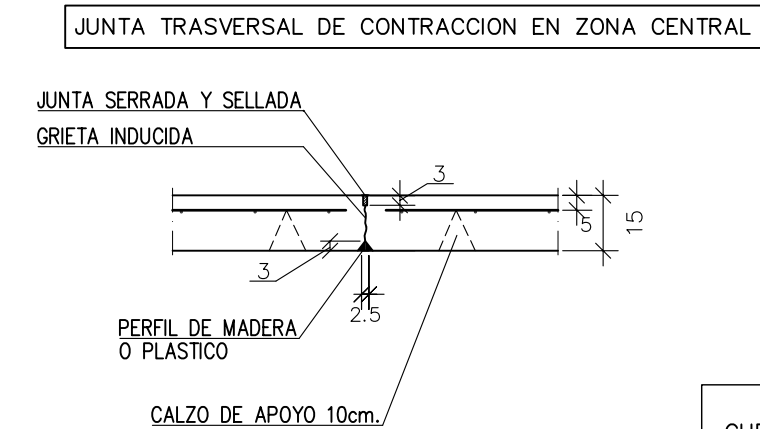 JUNTA TRASVERSAL DE CONTRACCION EN ZONA CENTRAL
JUNTA SERRADA Y SELLADA
GRIETA INDUCIDA
3
5
15
3
2.5
PERFIL DE MADERA
O PLASTICO
CALZO DE APOYO 10cm.